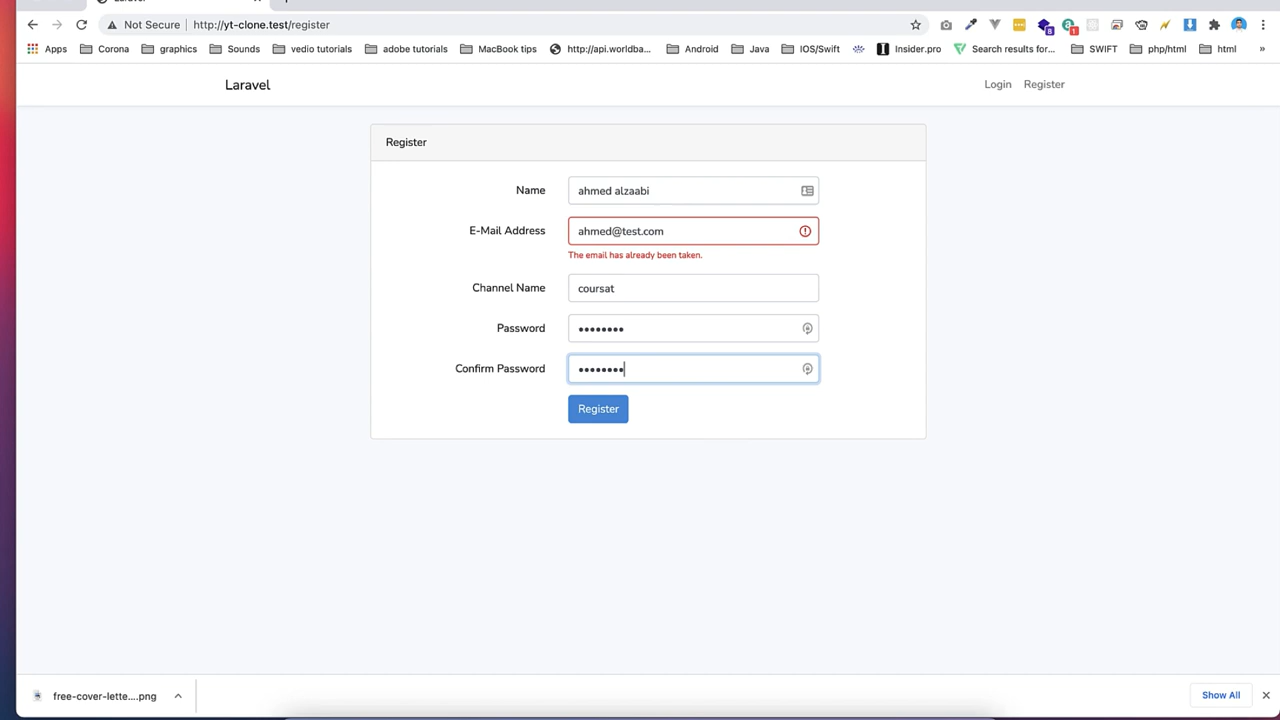 Not Secure http://yt-clone.test/register
8 1
Apps Corona graphics Sounds vedio tutorials adobe tutorials MacBook tips http://api.worldba... Android Java IOS/Swift Insider.pro Search results for... SWIFT php/html html »
Laravel Login Register
Register
Name ahmed alzaabi
E-Mail Address ahmed@test.com
The email has already been taken.
Channel Name coursat
Password ••••••••
Confirm Password ••••••••
Register
free-cover-lette....png Show All